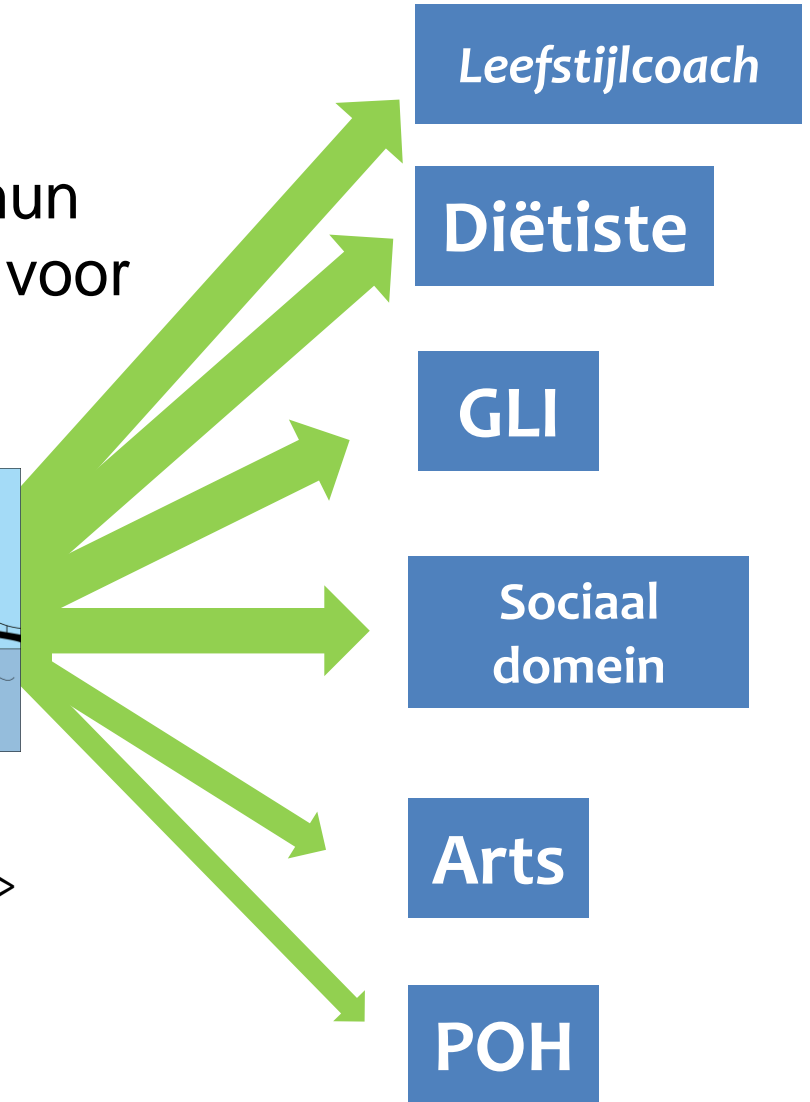 hun
voor
Leefstijlcoach
Diëtiste
GLI
Sociaal
domein
Arts
>
POH